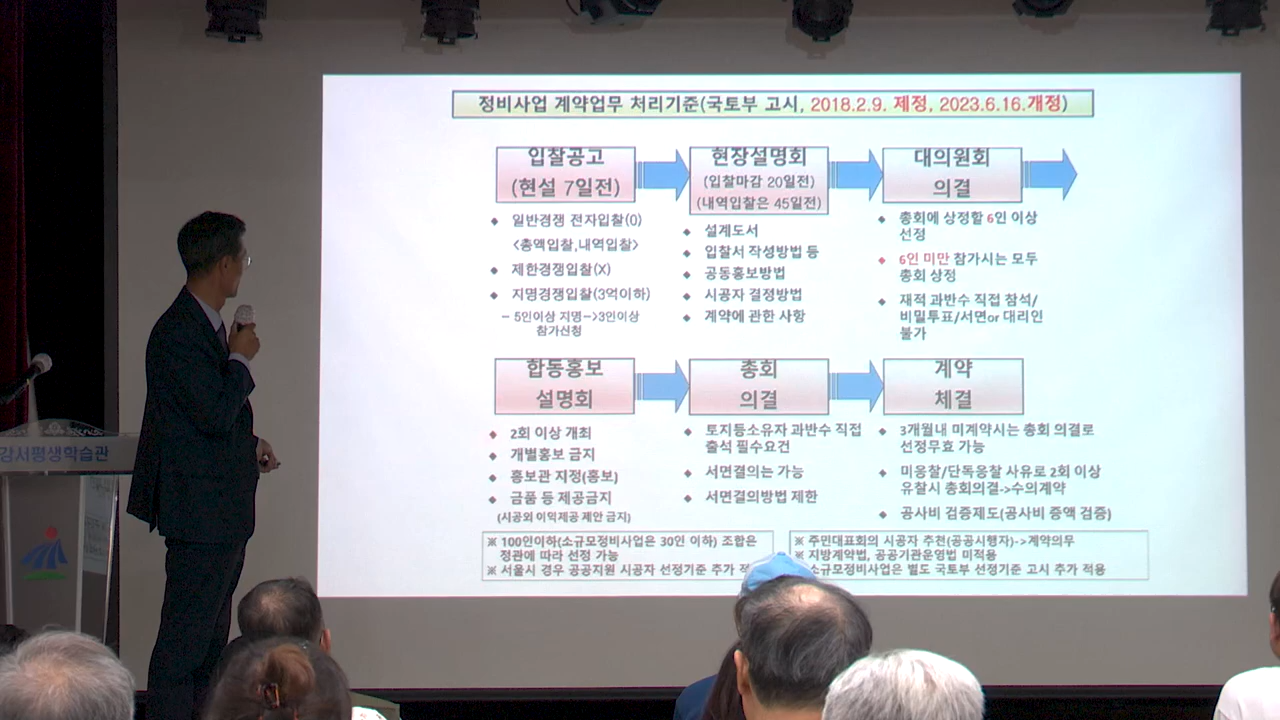 정비사업 계약업무 처리기준(국토부 고시, 2018.2.9. 제정, 2023.6.16.개정)
입찰공고
(현설 7일전)
◆ 일반경쟁 전자입찰(0)
<총액입찰,내역입찰>
◆ 제한경쟁입찰(X)
◆ 지명경쟁입찰(3억이하)
– 5인이상 지명–>3인이상
참가신청
현장설명회
(입찰마감 20일전)
(내역입찰은 45일전)
◆ 설계도서
◆ 입찰서 작성방법 등
◆ 공동홍보방법
◆ 시공자 결정방법
◆ 계약에 관한 사항
대의원회
의결
◆ 총회에 상정할 6인 이상
선정
◆ 6인 미만 참가시는 모두
총회 상정
◆ 재적 과반수 직접 참석/
비밀투표/서면or 대리인
불가
합동홍보
설명회
◆ 2회 이상 개최
◆ 개별홍보 금지
◆ 홍보관 지정(홍보)
◆ 금품 등 제공금지
(시공외 이익제공 제안 금지)
총회
의결
◆ 토지등소유자 과반수 직접
출석 필수요건
◆ 서면결의는 가능
◆ 서면결의방법 제한
계약
체결
◆ 3개월내 미계약시는 총회 의결로
선정무효 가능
◆ 미응찰/단독응찰 사유로 2회 이상
유찰시 총회의결->수의계약
◆ 공사비 검증제도(공사비 증액 검증)
※ 100인이하(소규모정비사업은 30인 이하) 조합은
정관에 따라 선정 가능
※ 서울시 경우 공공지원 시공자 선정기준 추가
※ 주민대표회의 시공자 추천(공공시행자)->계약의무
※ 지방계약법, 공공기관운영법 미적용
소규모정비사업은 별도 국토부 선정기준 고시 추가 적용
강서평생학습관